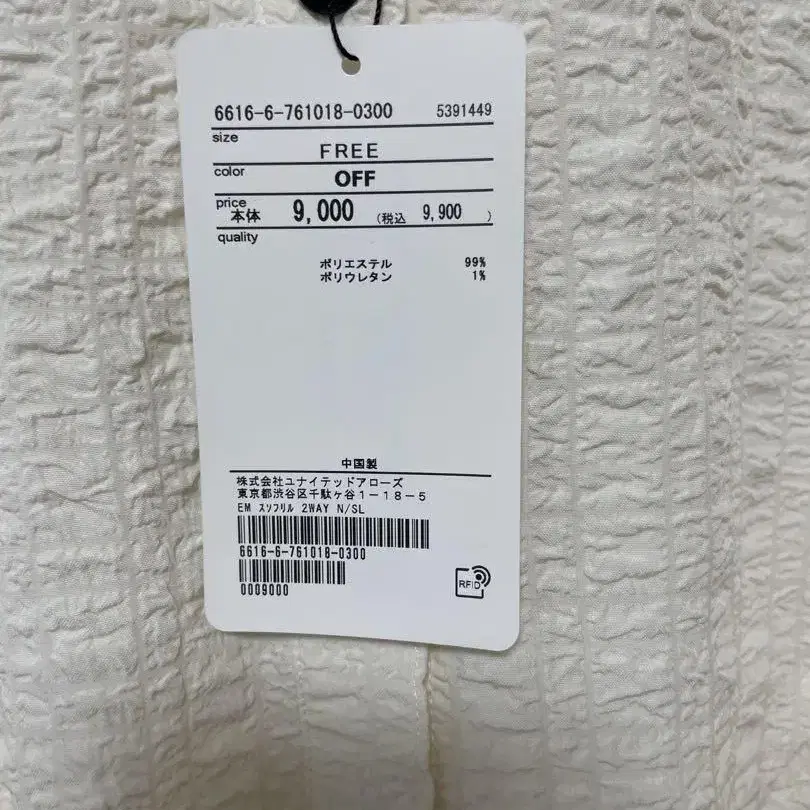 6616-6-761018-0300 5391449
size
FREE
color
OFF
price
本体 9,000 (税込 9,900 )
quality
ポリエステル 99%
ポリウレタン 1%
中国製
株式会社ユナイテッドアローズ
東京都渋谷区千駄ヶ谷1-18-5
EM スソフリル 2WAY N/SL
6616-6-761018-0300
0009000
RFID